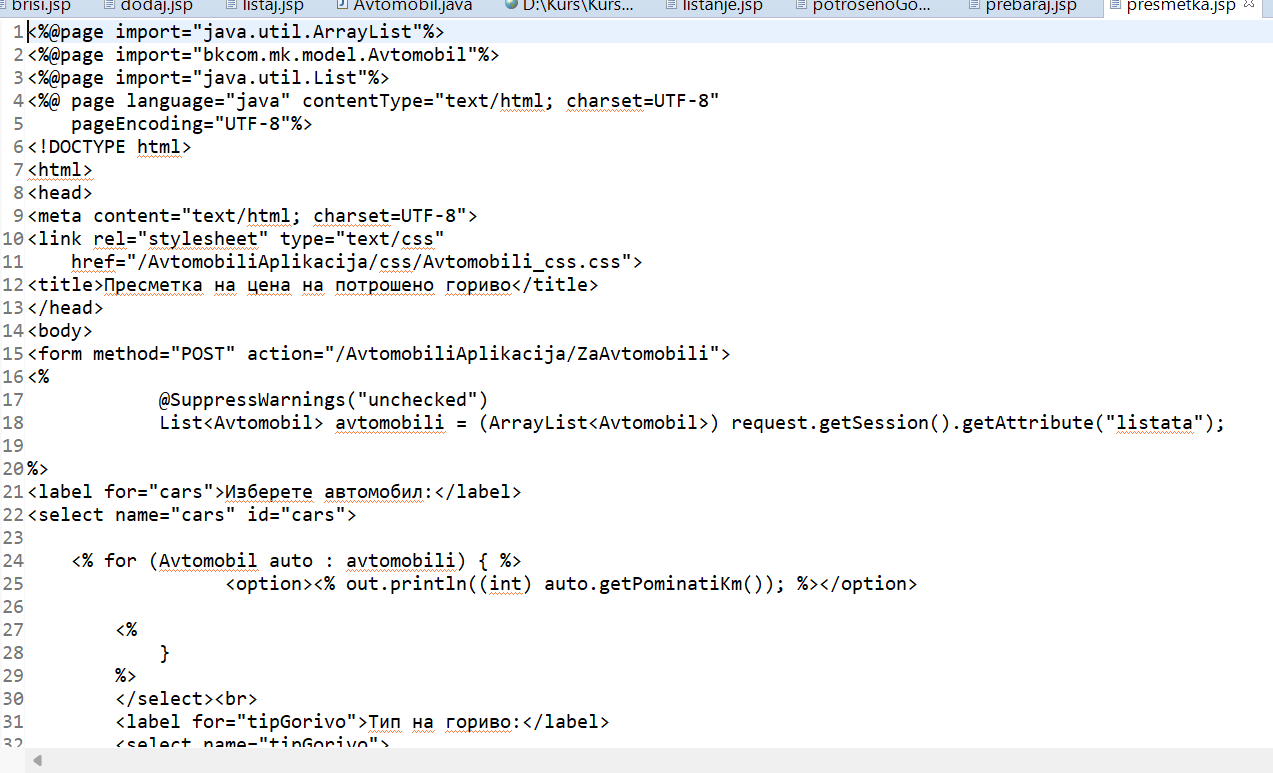 brisi.jsp dodaj.jsp listaj.jsp Avtomobil.java D:\Kurs\Kurs... listanje.jsp potrosenoGo... prebaraj.jsp presmetka.jsp
1 <%@page import="java.util.ArrayList"%>
2 <%@page import="bkcom.mk.model.Avtomobil"%>
3 <%@page import="java.util.List"%>
4 <%@ page language="java" contentType="text/html; charset=UTF-8"
5 pageEncoding="UTF-8"%>
6 <!DOCTYPE html>
7 <html>
8 <head>
9 <meta content="text/html; charset=UTF-8">
10 <link rel="stylesheet" type="text/css"
11 href="/AvtomobiliAplikacija/css/Avtomobili_css.css">
12 <title>Пресметка на цена на потрошено гориво</title>
13 </head>
14 <body>
15 <form method="POST" action="/AvtomobiliAplikacija/ZaAvtomobili">
16 <%
17 @SuppressWarnings("unchecked")
18 List<Avtomobil> avtomobili = (ArrayList<Avtomobil>) request.getSession().getAttribute("listata");
19
20 %>
21 <label for="cars">Изберете автомобил:</label>
22 <select name="cars" id="cars">
23
24 <% for (Avtomobil auto : avtomobili) { %>
25 <option><% out.println((int) auto.getPominatiKm()); %></option>
26
27 <%
28 }
29 %>
30 </select><br>
31 <label for="tipGorivo">Тип на гориво:</label>
32 <select name="tipGorivo">